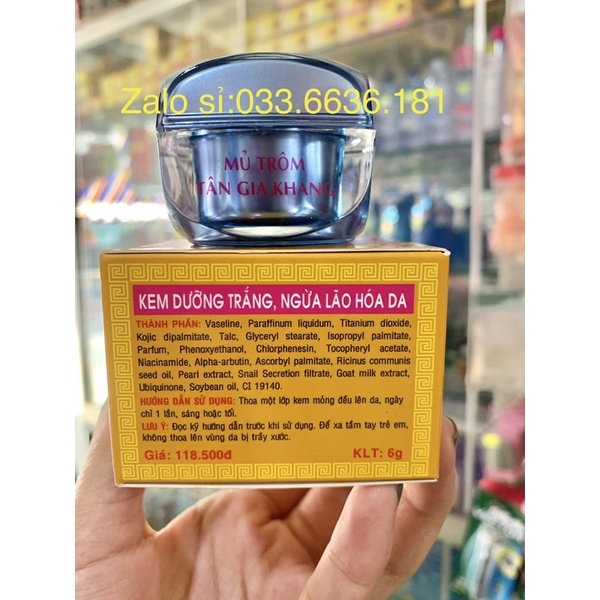 Zalo sỉ:033.6636.181
MỦ TRÔM
TÂN GIA KHANG
KEM DƯỠNG TRẮNG, NGỪA LÃO HÓA DA
THÀNH PHẦN: Vaseline, Paraffinum liquidum, Titanium dioxide,
Kojic dipalmitate, Talc, Glyceryl stearate, Isopropyl palmitate,
Parfum, Phenoxyethanol, Chlorphenesin, Tocopheryl acetate,
Niacinamide, Alpha-arbutin, Ascorbyl palmitate, Ricinus communis
seed oil, Pearl extract, Snail Secretion filtrate, Goat milk extract,
Ubiquinone, Soybean oil, CI 19140.
HƯỚNG DẪN SỬ DỤNG: Thoa một lớp kem mỏng đều lên da, ngày
chỉ 1 lần, sáng hoặc tối.
LƯU Ý: Đọc kỹ hướng dẫn trước khi sử dụng. Để xa tầm tay trẻ em,
không thoa lên vùng da bị trầy xước.
Giá: 118.500đ KLT: 6g